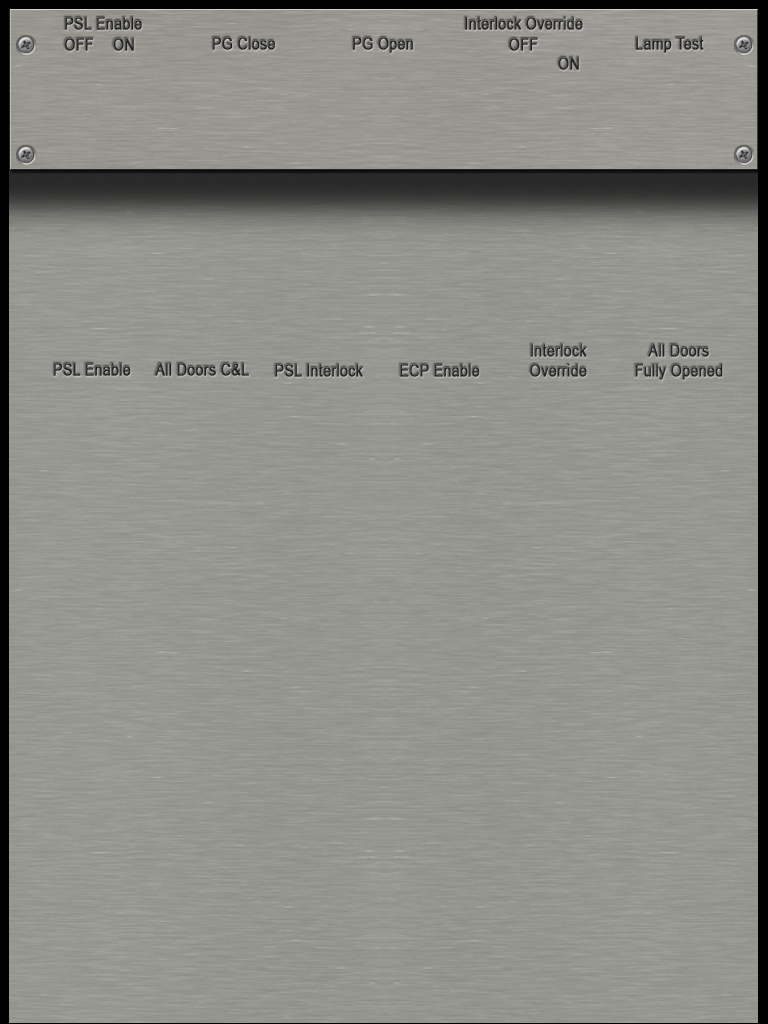 PSL Enable
OFF ON
PG Close
PG Open
Interlock Override
OFF
ON
Lamp Test
PSL Enable
All Doors C&L
PSL Interlock
ECP Enable
Interlock
Override
All Doors
Fully Opened